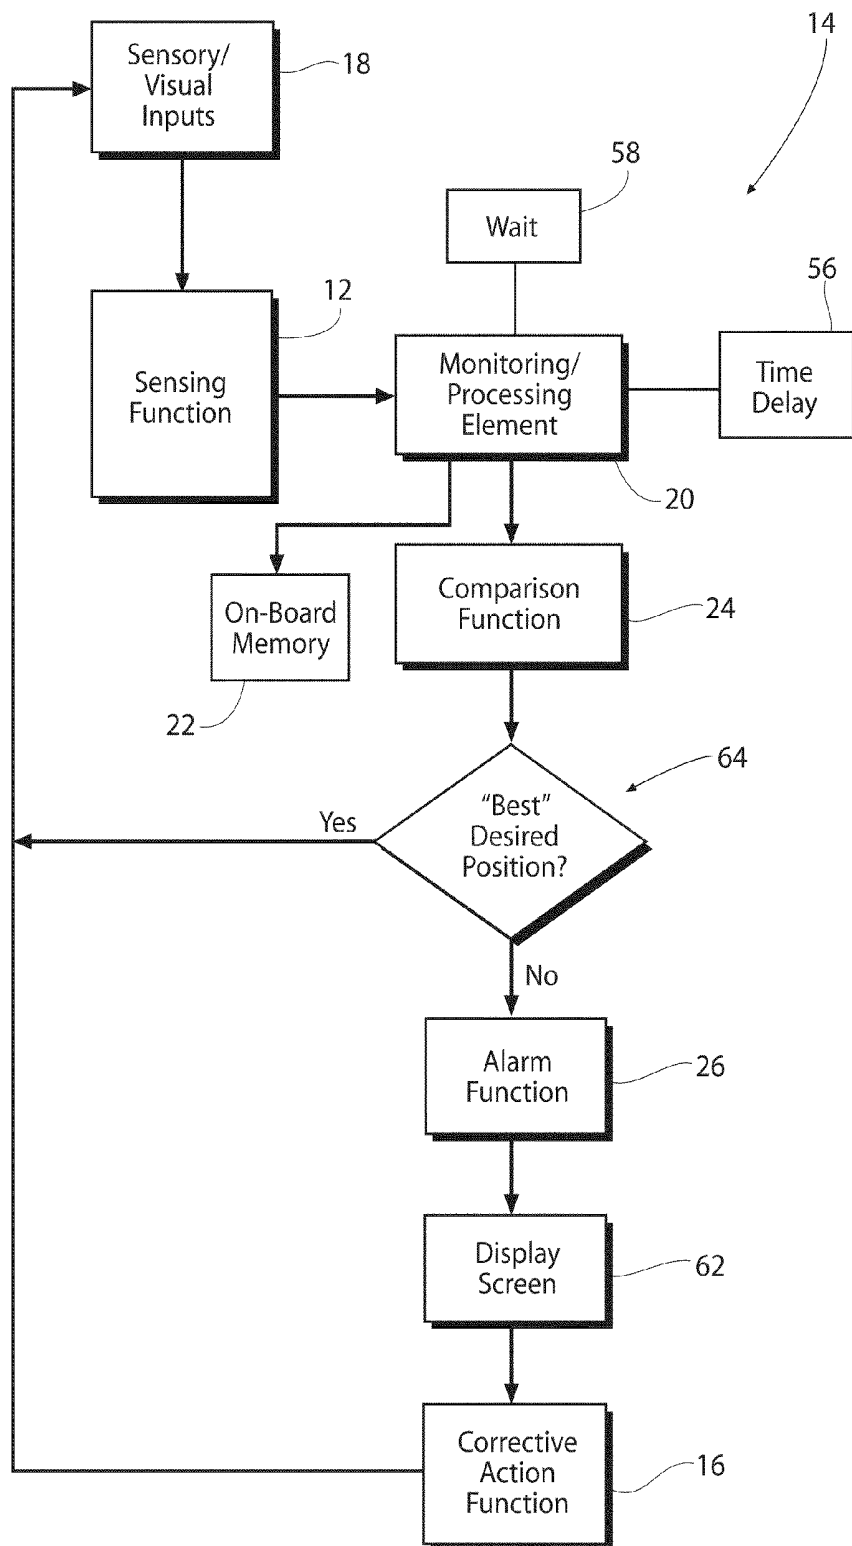 14
Sensory/
Visual
Inputs
18
58
Wait
56
12
Sensing
Function
Monitoring/
Processing
Element
Time
Delay
20
On-Board
Memory
22
Comparison
Function
24
64
"Best"
Desired
Position?
Yes
No
Alarm
Function
26
Display
Screen
62
Corrective
Action
Function
16